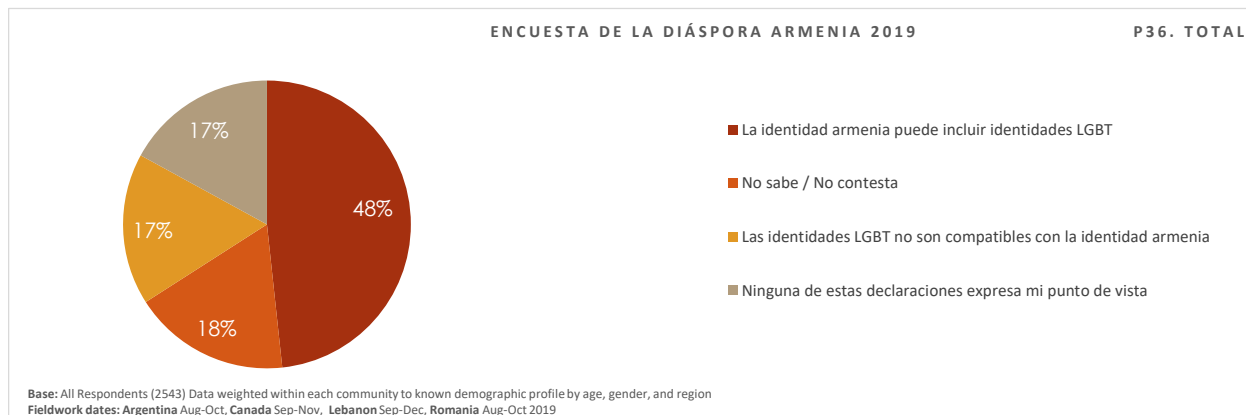 ENCUESTA DE LA DIÁSPORA ARMENIA 2019
P36. TOTAL
17%
48%
17%
18%
La identidad armenia puede incluir identidades LGBT
No sabe / No contesta
Las identidades LGBT no son compatibles con la identidad armenia
Ninguna de estas declaraciones expresa mi punto de vista
Base: All Respondents (2543) Data weighted within each community to known demographic profile by age, gender, and region
Fieldwork dates: Argentina Aug-Oct, Canada Sep-Nov, Lebanon Sep-Dec, Romania Aug-Oct 2019